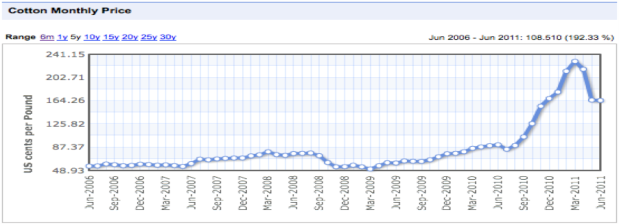 Cotton Monthly Price
Range 6m 1y 5y 10y 15y 20y 25y 30y
Jun 2006 - Jun 2011: 108.510 (192.33 %)
US cents per Pound
241.15
202.71
164.26
125.82
87.37
48.93
Jun-2006
Sep-2006
Dec-2006
Mar-2007
Jun-2007
Sep-2007
Dec-2007
Mar-2008
Jun-2008
Sep-2008
Dec-2008
Mar-2009
Jun-2009
Sep-2009
Dec-2009
Mar-2010
Jun-2010
Sep-2010
Dec-2010
Mar-2011
Jun-2011